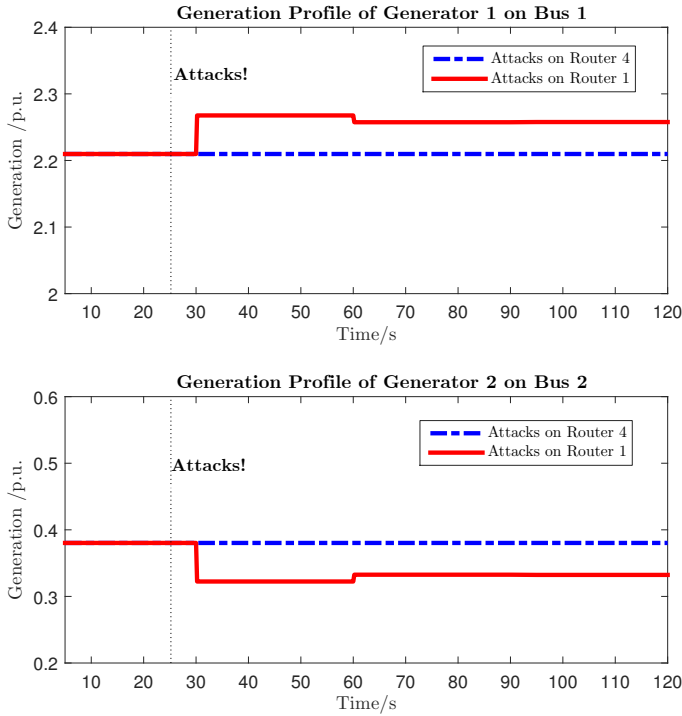 Generation Profile of Generator 1 on Bus 1
Generation /p.u.
2.4
2.3
2.2
2.1
2
Attacks!
Attacks on Router 4
Attacks on Router 1
10 20 30 40 50 60 70 80 90 100 110 120
Time/s
Generation Profile of Generator 2 on Bus 2
Generation /p.u.
0.6
0.5
0.4
0.3
0.2
Attacks!
Attacks on Router 4
Attacks on Router 1
10 20 30 40 50 60 70 80 90 100 110 120
Time/s